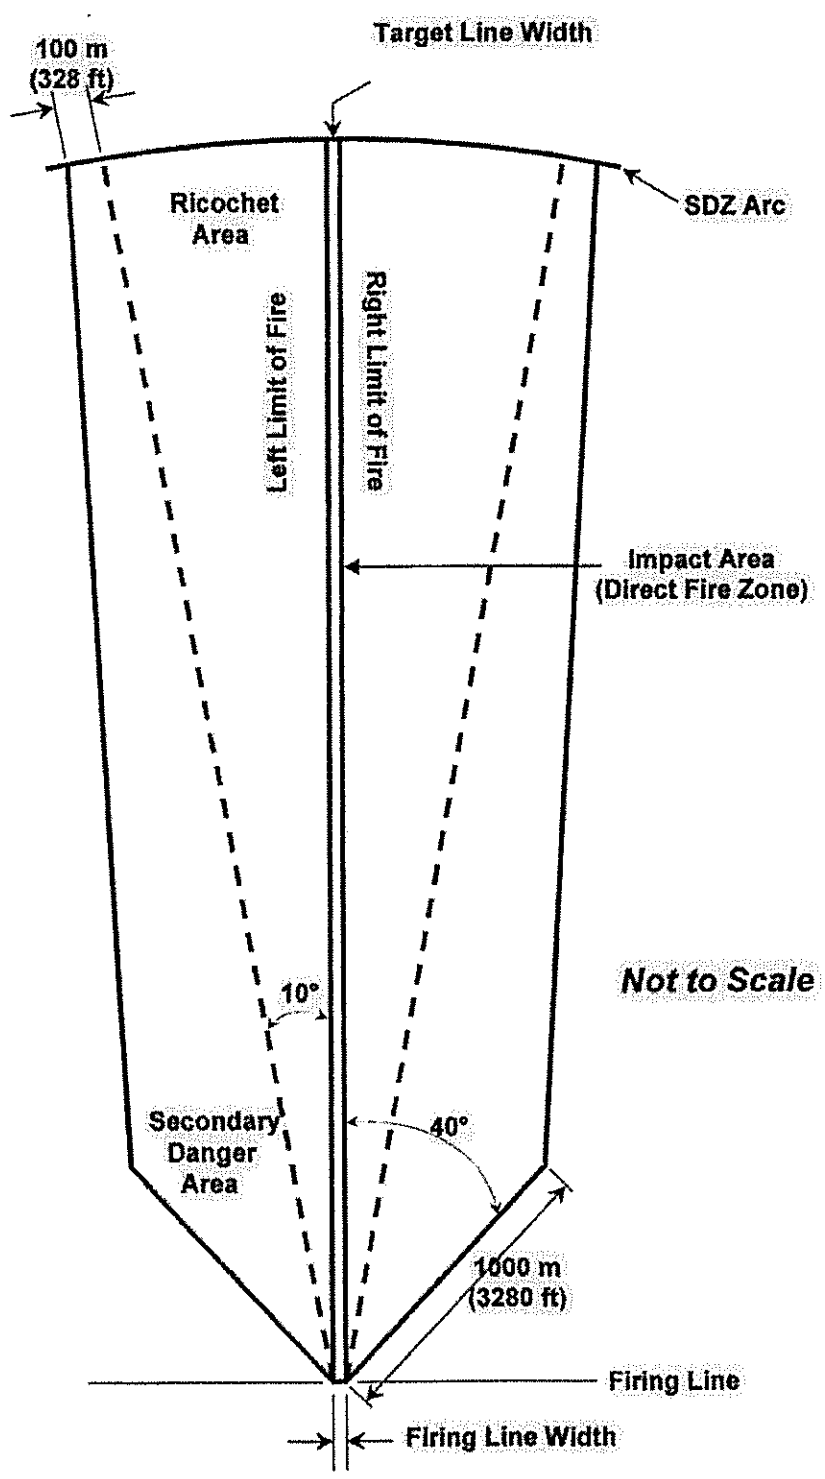 Target Line Width
100 m
(328 ft)
SDZ Arc
Ricochet
Area
Left Limit of Fire
Right Limit of Fire
Impact Area
(Direct Fire Zone)
Not to Scale
10°
Secondary
Danger
Area
40°
1000 m
(3280 ft)
Firing Line
Firing Line Width